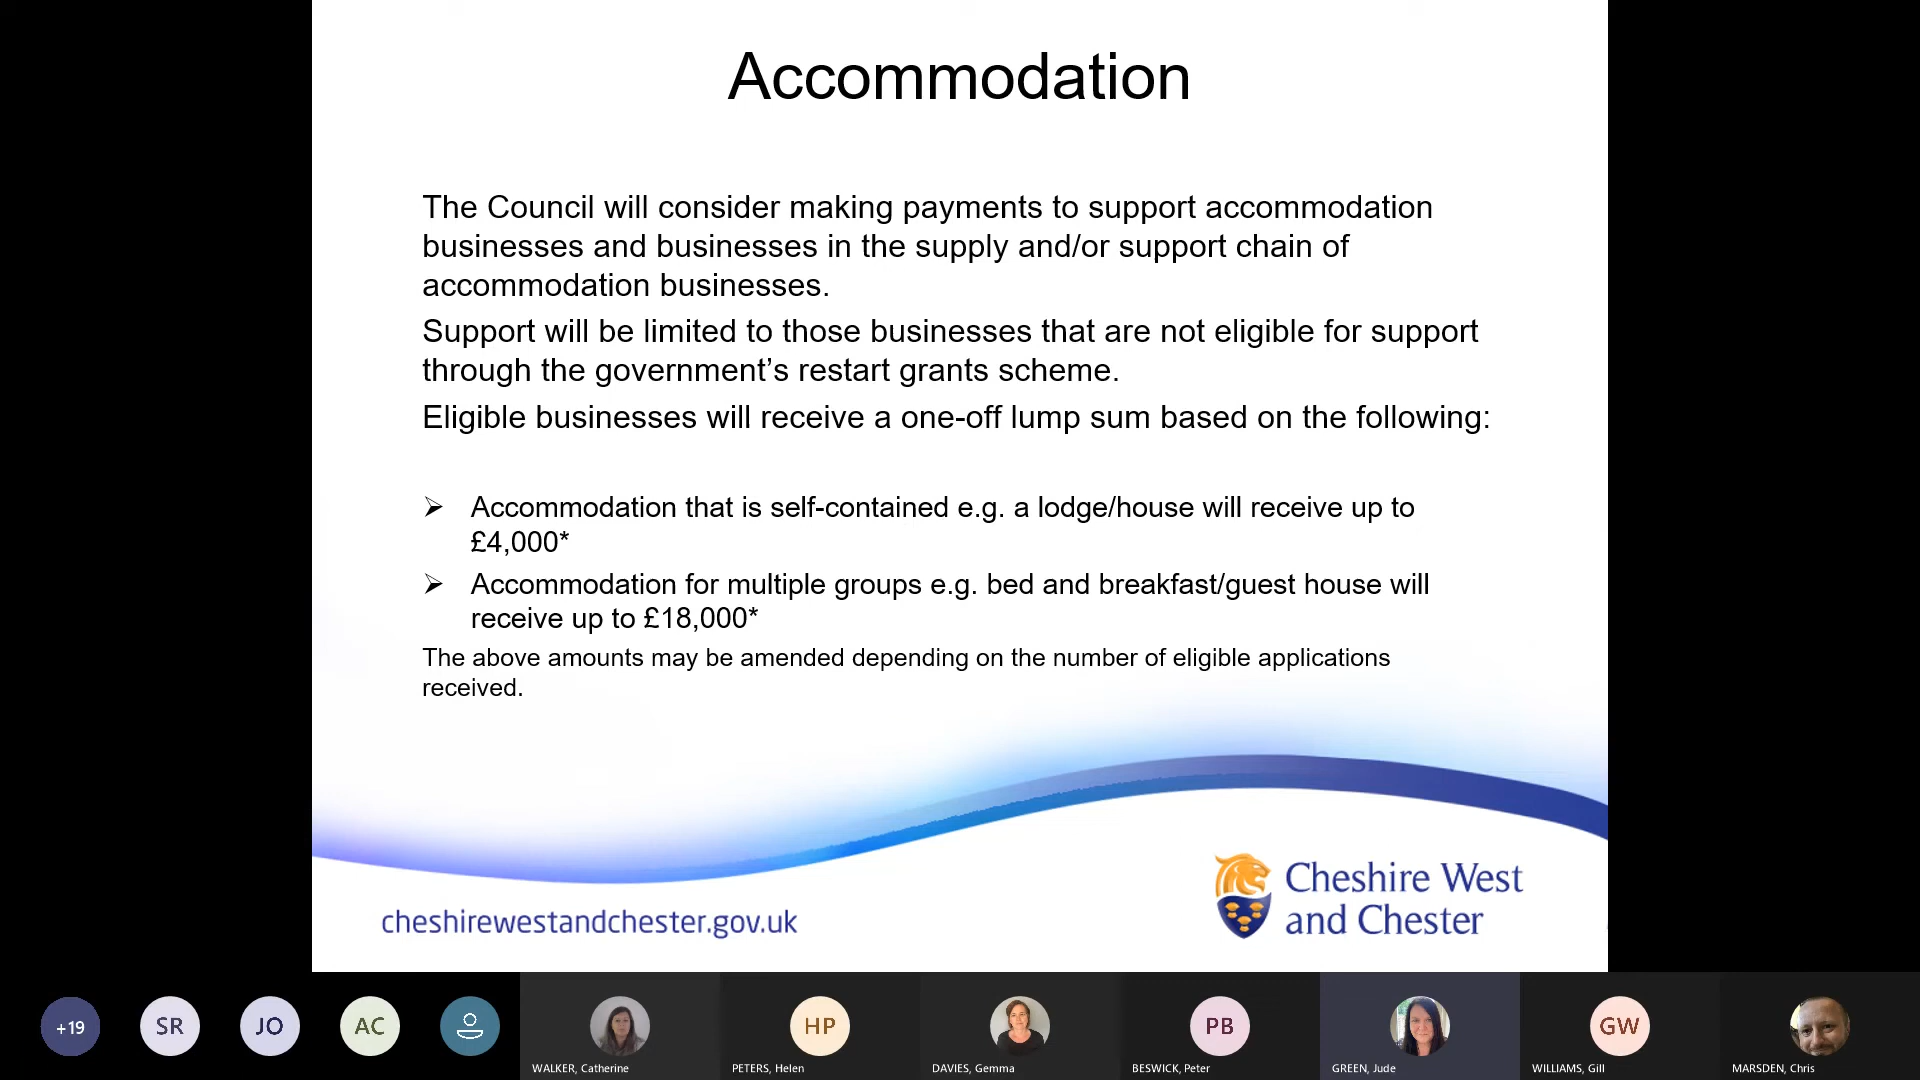 Accommodation
The Council will consider making payments to support accommodation
businesses and businesses in the supply and/or support chain of
accommodation businesses.
Support will be limited to those businesses that are not eligible for support
through the government’s restart grants scheme.
Eligible businesses will receive a one-off lump sum based on the following:
➢ Accommodation that is self-contained e.g. a lodge/house will receive up to
£4,000*
➢ Accommodation for multiple groups e.g. bed and breakfast/guest house will
receive up to £18,000*
The above amounts may be amended depending on the number of eligible applications
received.
cheshirewestandchester.gov.uk
Cheshire West
and Chester
+19
SR
JO
AC
HP
PB
GW
WALKER, Catherine
PETERS, Helen
DAVIES, Gemma
BESWICK, Peter
GREEN, Jude
WILLIAMS, Gill
MARSDEN, Chris